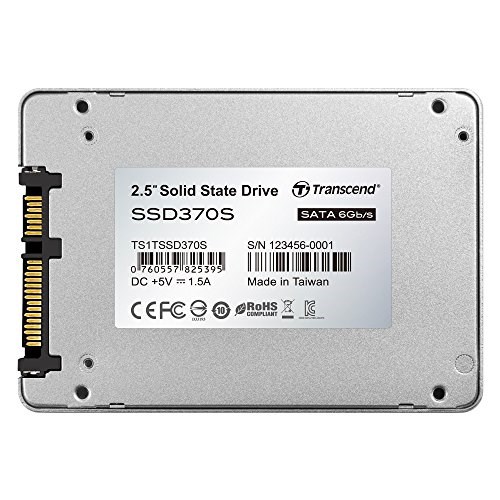 2.5" Solid State Drive
Transcend
SSD370S
SATA 6Gb/s
TS1TSSD370S
S/N 123456-0001
0 760557 825395
DC +5V ⎓ 1.5A
Made in Taiwan
CE FC 10 RoHS
COMPLIANT